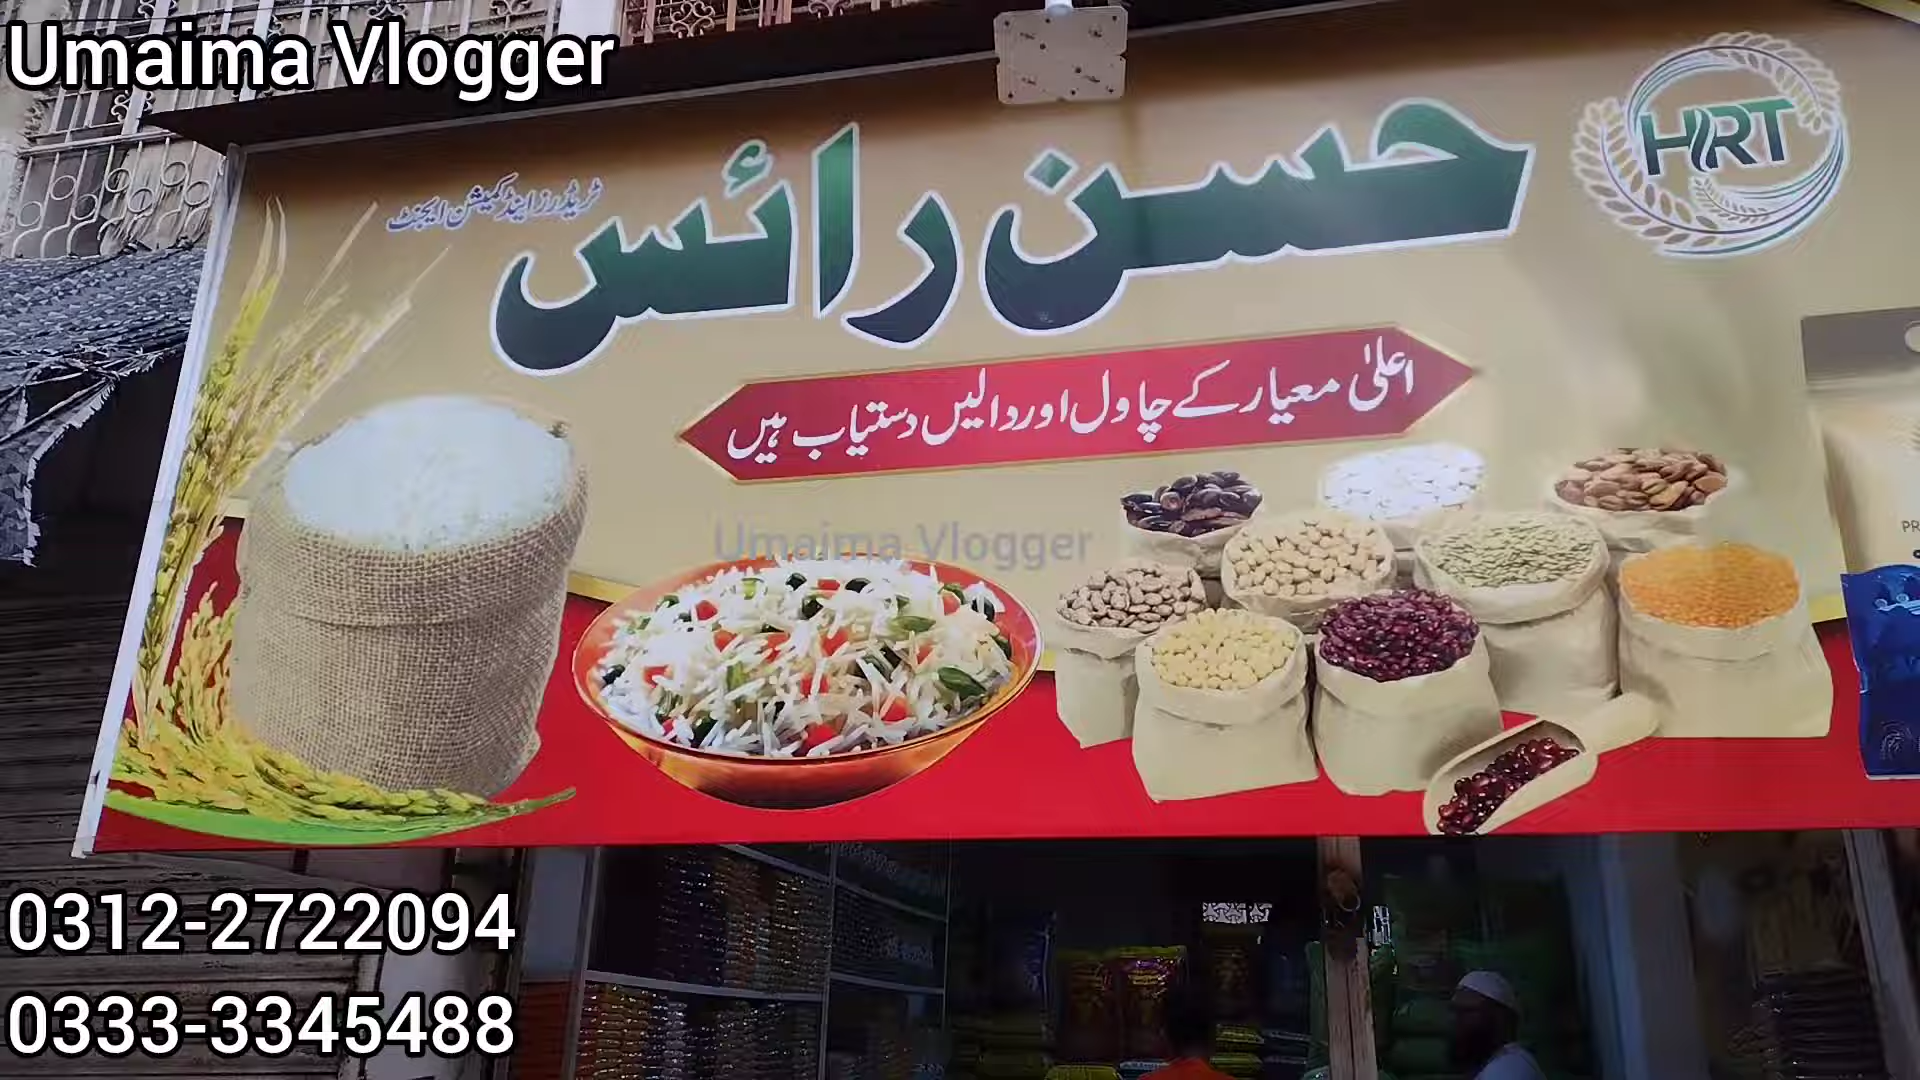 Umaima Vlogger
HRT
حسن رائس
ٹریڈرز اینڈ کمیشن ایجنٹ
اعلیٰ معیار کے چاول اور دالیں دستیاب ہیں
Umaima Vlogger
PR
0312-2722094
0333-3345488